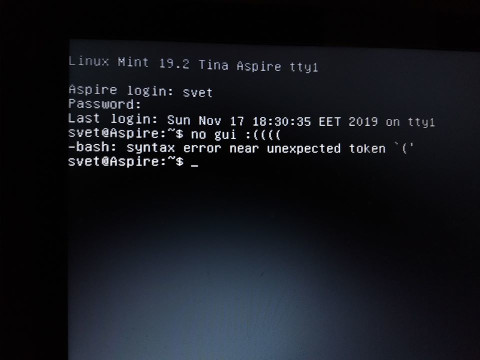 Linux Mint 19.2 Tina Aspire tty1
Aspire login: svet
Password:
Last login: Sun Nov 17 18:30:35 EET 2019 on tty1
svet@Aspire:~$ no gui :((((
-bash: syntax error near unexpected token `('
svet@Aspire:~$ _